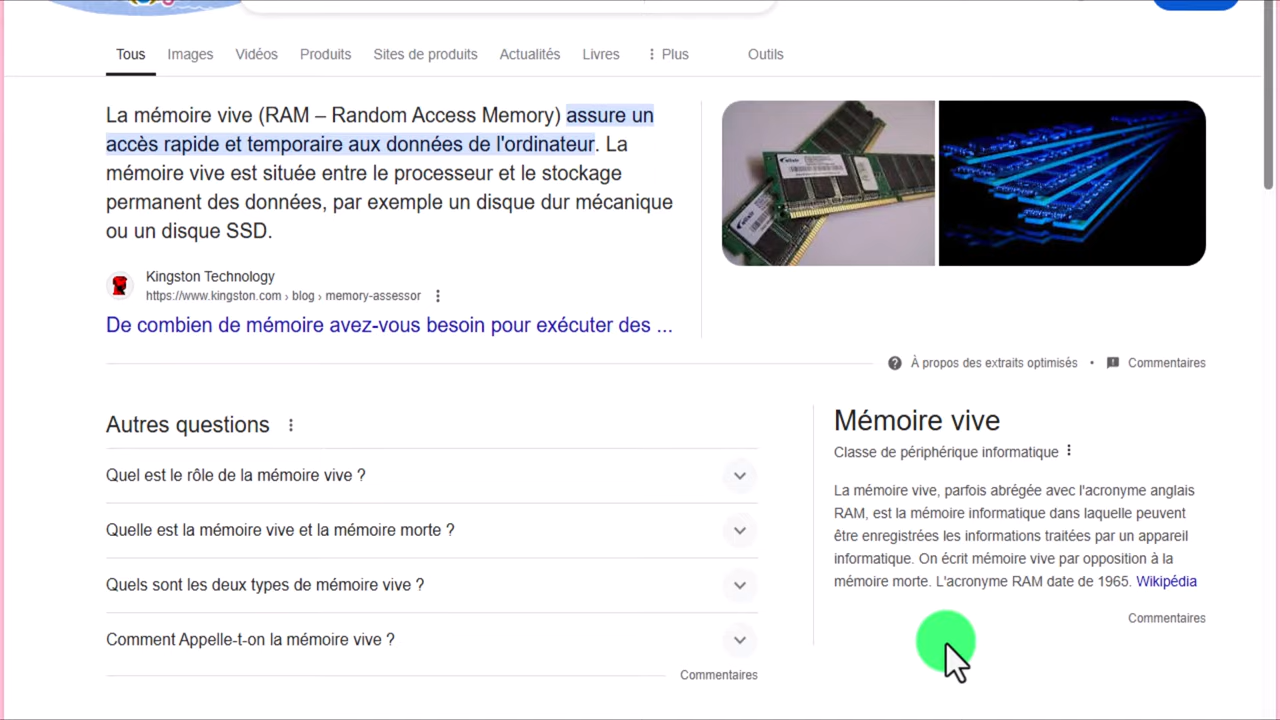 Tous Images Vidéos Produits Sites de produits Actualités Livres Plus Outils
La mémoire vive (RAM – Random Access Memory) assure un
accès rapide et temporaire aux données de l'ordinateur. La
mémoire vive est située entre le processeur et le stockage
permanent des données, par exemple un disque dur mécanique
ou un disque SSD.
Kingston Technology
https://www.kingston.com › blog › memory-assessor
De combien de mémoire avez-vous besoin pour exécuter des ...
À propos des extraits optimisés • Commentaires
Autres questions
Quel est le rôle de la mémoire vive ?
Quelle est la mémoire vive et la mémoire morte ?
Quels sont les deux types de mémoire vive ?
Comment Appelle-t-on la mémoire vive ?
Commentaires
Mémoire vive
Classe de périphérique informatique
La mémoire vive, parfois abrégée avec l'acronyme anglais
RAM, est la mémoire informatique dans laquelle peuvent
être enregistrées les informations traitées par un appareil
informatique. On écrit mémoire vive par opposition à la
mémoire morte. L'acronyme RAM date de 1965. Wikipédia
Commentaires